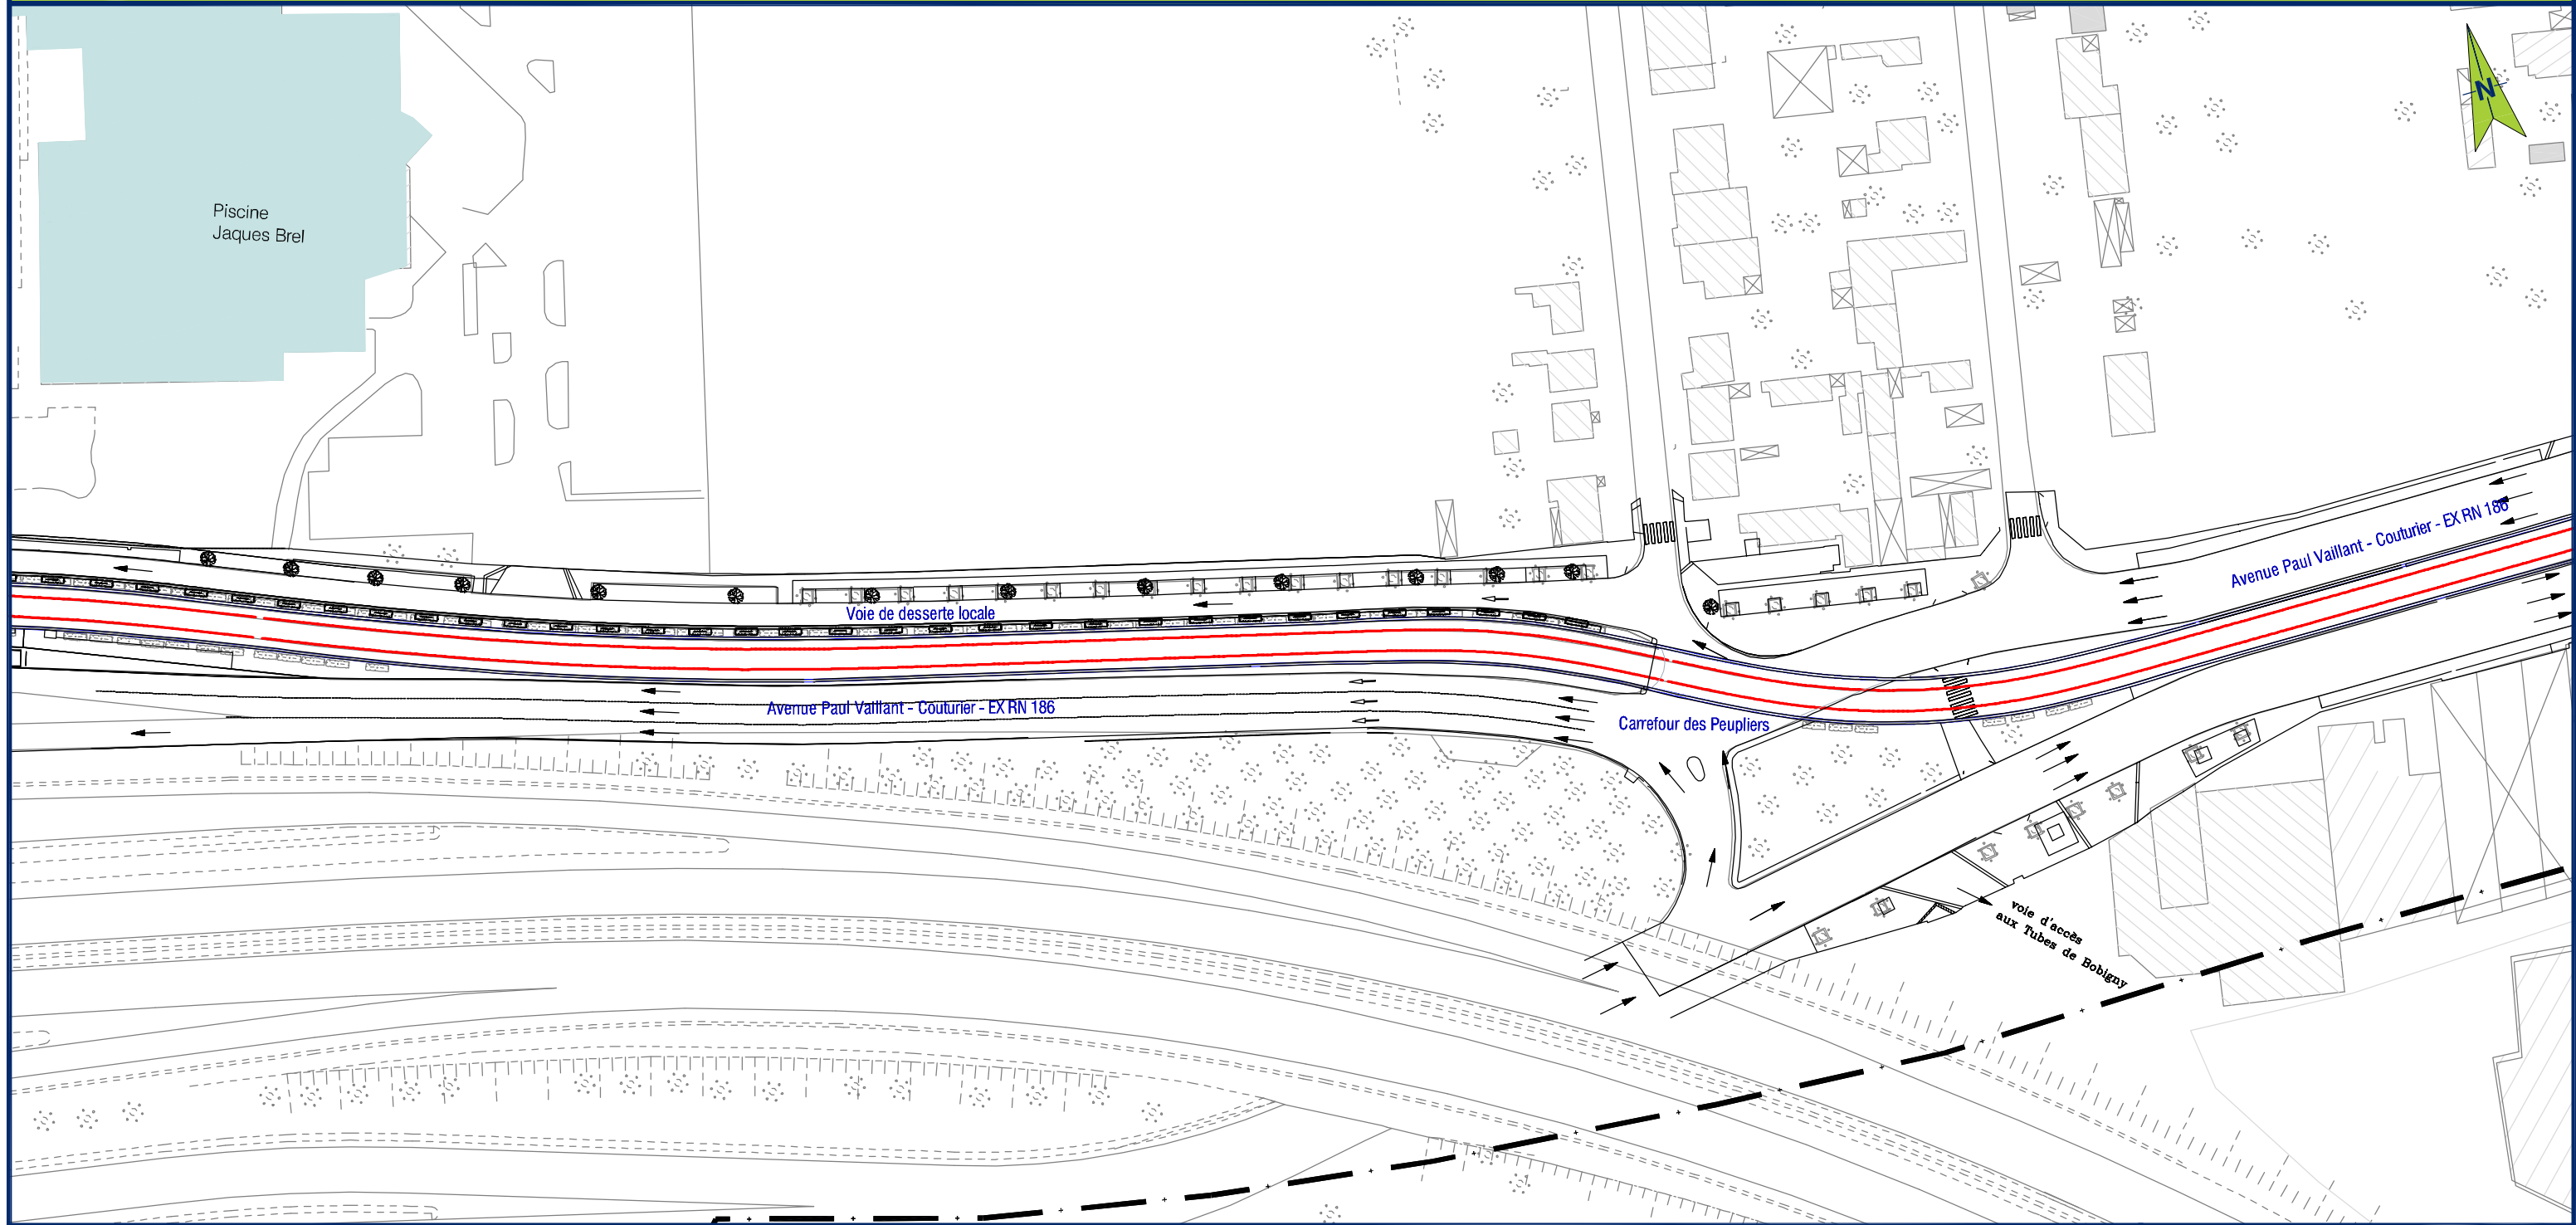 N
Piscine
Jaques Brel
Avenue Paul Vaillant - Couturier - EX RN 186
Voie de desserte locale
Avenue Paul Vaillant - Couturier - EX RN 186
Carrefour des Peupliers
voie d'accès
aux Tubes de Bobigny